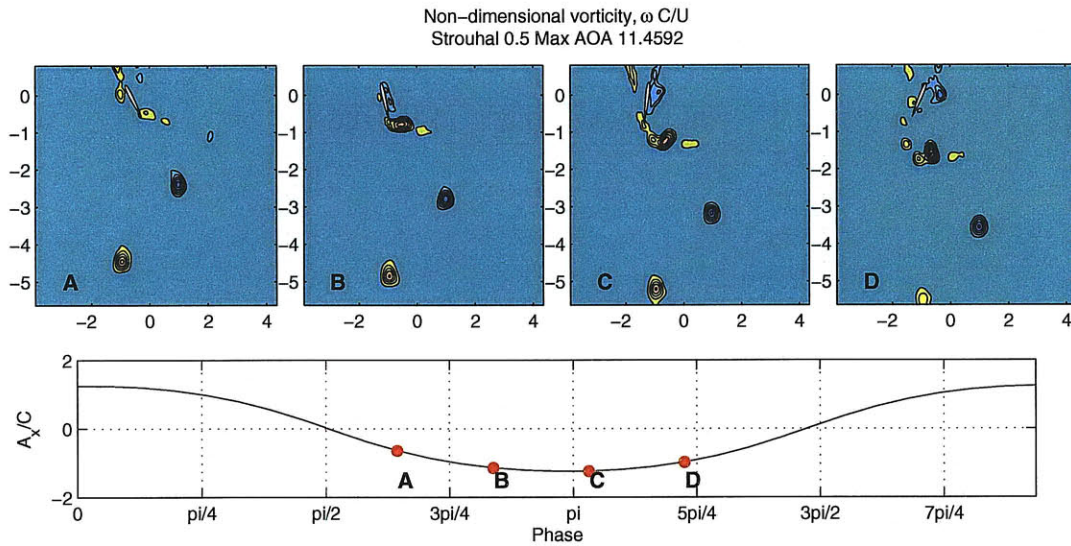 Non-dimensional vorticity, ω C/U
Strouhal 0.5 Max AOA 11.4592
0 0 0 0
-1 -1 -1 -1
-2 -2 -2 -2
-3 -3 -3 -3
-4 -4 -4 -4
-5 -5 -5 -5
A B C D
-2 0 2 4 -2 0 2 4 -2 0 2 4 -2 0 2 4
2
0
-2
A_x/C
A B C D
0 pi/4 pi/2 3pi/4 pi 5pi/4 3pi/2 7pi/4
Phase